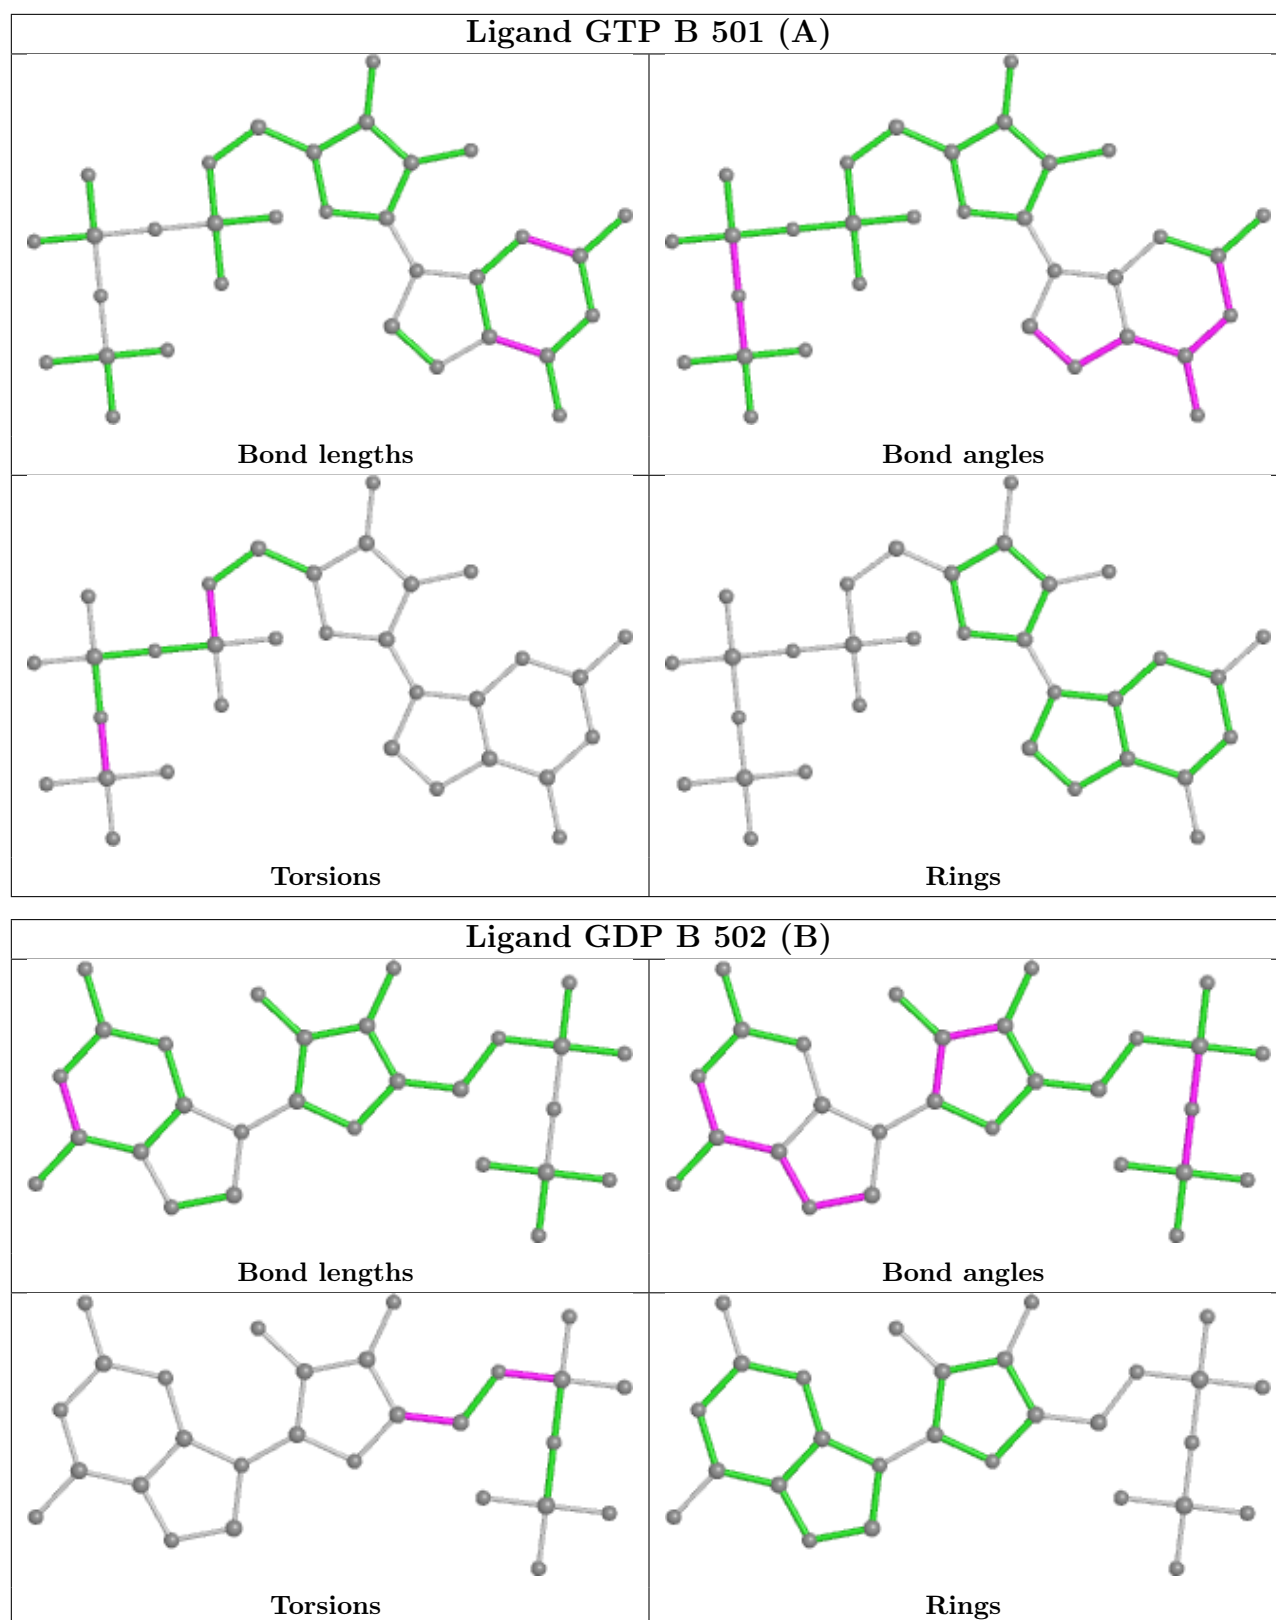 Ligand GTP B 501 (A)
Bond lengths
Bond angles
Torsions
Rings
Ligand GDP B 502 (B)
Bond lengths
Bond angles
Torsions
Rings